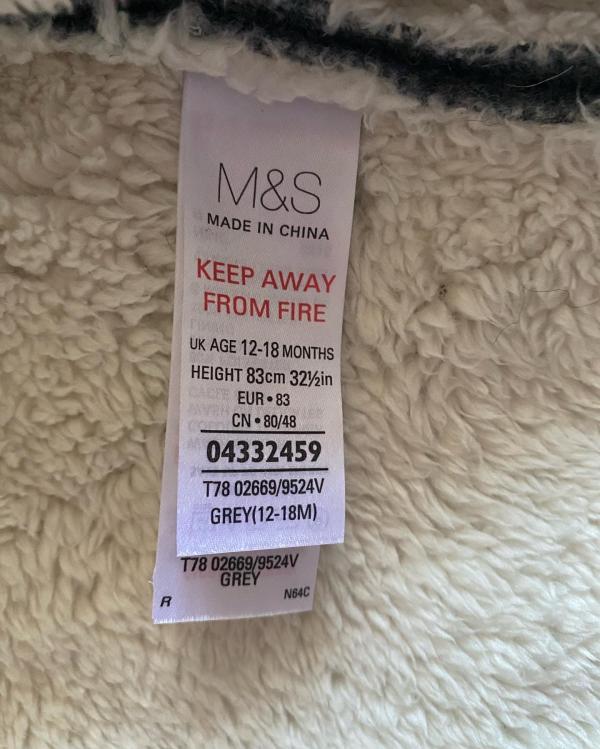 M&S
MADE IN CHINA
KEEP AWAY
FROM FIRE
UK AGE 12-18 MONTHS
HEIGHT 83cm 32½in
EUR • 83
CN • 80/48
04332459
T78 02669/9524V
GREY(12-18M)
T78 02669/9524V
GREY
R N64C